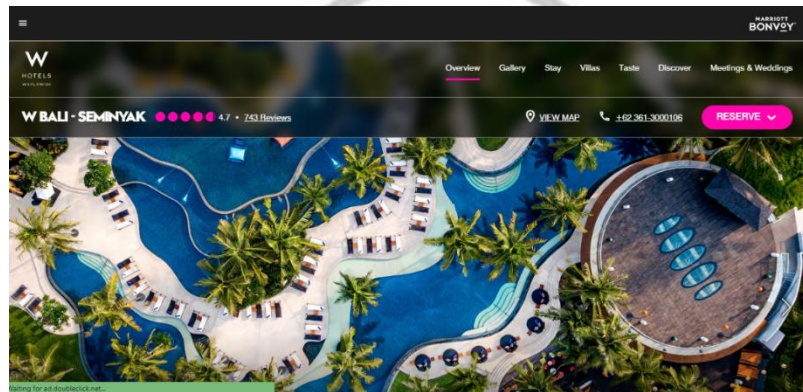 MARRIOTT
BONVOY
W
HOTELS
WORLDWIDE
Overview Gallery Stay Villas Taste Discover Meetings & Weddings
W BALI - SEMINYAK 4.7 • 743 Reviews VIEW MAP +62 361-3000106 RESERVE
Waiting for ad.doubleclick.net...